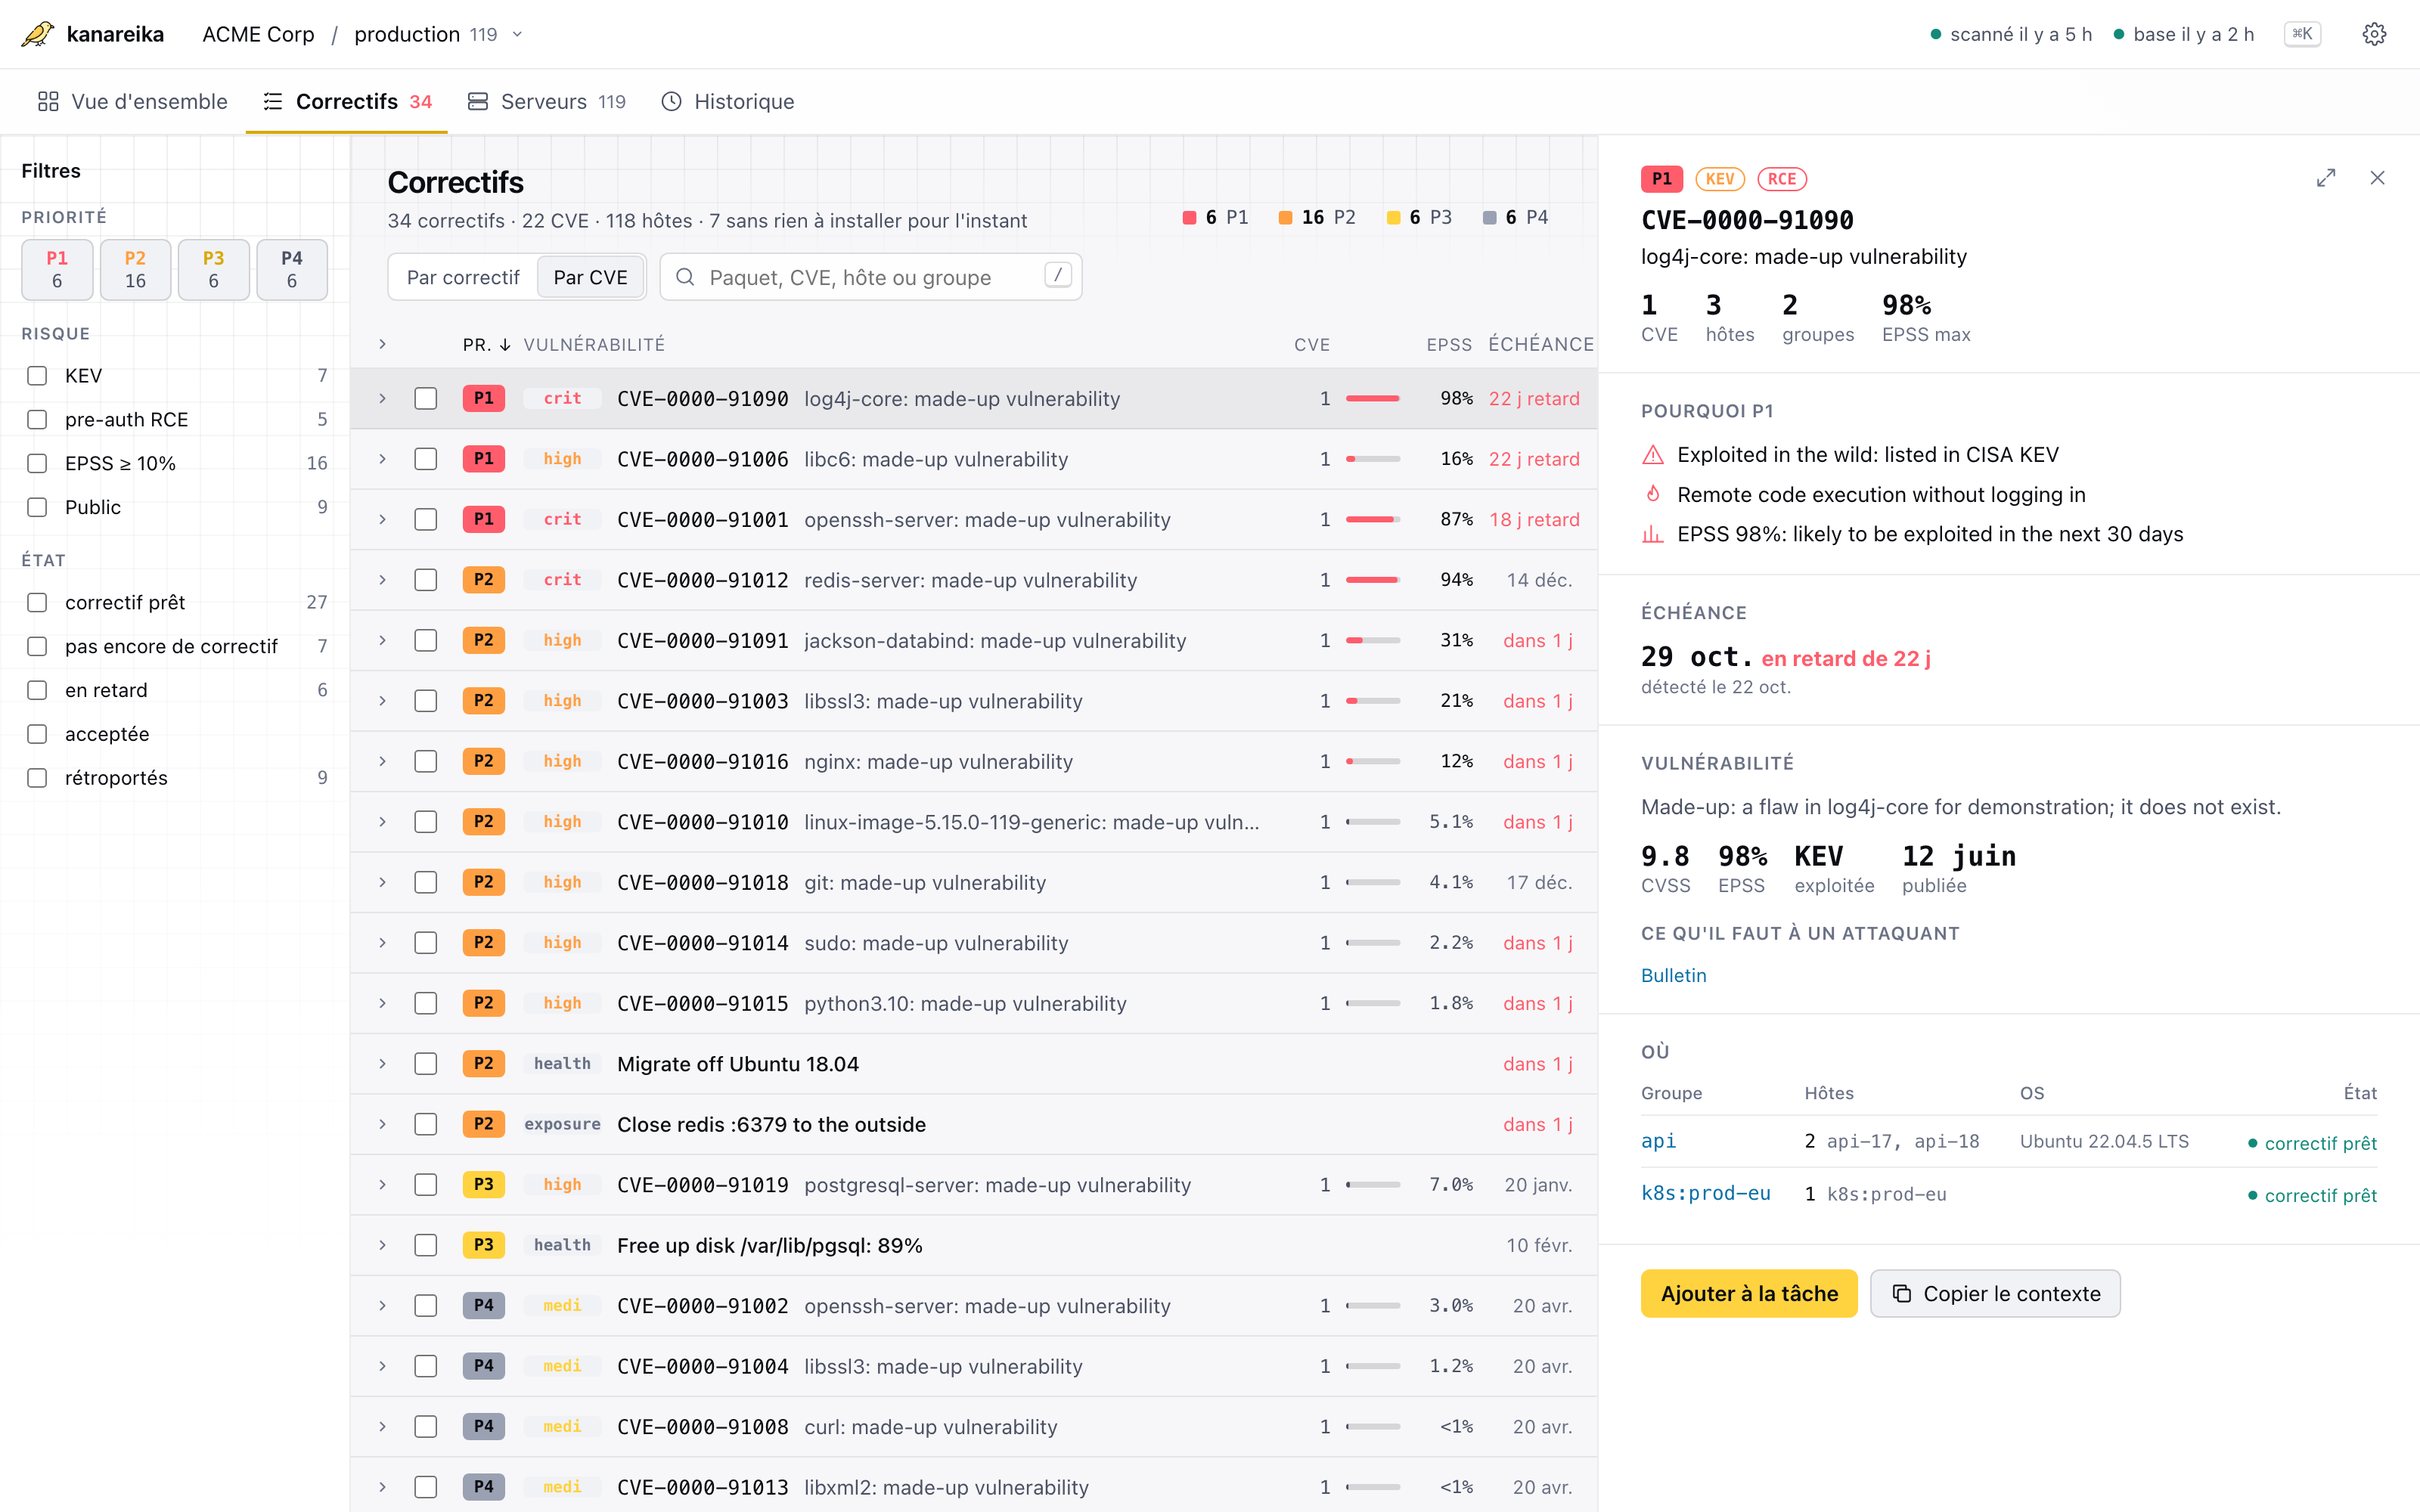 kanareika ACME Corp / production 119 scanné il y a 5 h base il y a 2 h ⌘K
Vue d'ensemble Correctifs 34 Serveurs 119 Historique
Filtres
PRIORITÉ
P1 P2 P3 P4
6 16 6 6
RISQUE
KEV 7
pre-auth RCE 5
EPSS ≥ 10% 16
Public 9
ÉTAT
correctif prêt 27
pas encore de correctif 7
en retard 6
acceptée
rétroportés 9
Correctifs
34 correctifs · 22 CVE · 118 hôtes · 7 sans rien à installer pour l'instant
6 P1 16 P2 6 P3 6 P4
Par correctif Par CVE Paquet, CVE, hôte ou groupe /
PR. ↓ VULNÉRABILITÉ CVE EPSS ÉCHÉANCE
P1 crit CVE-0000-91090 log4j-core: made-up vulnerability 1 98% 22 j retard
P1 high CVE-0000-91006 libc6: made-up vulnerability 1 16% 22 j retard
P1 crit CVE-0000-91001 openssh-server: made-up vulnerability 1 87% 18 j retard
P2 crit CVE-0000-91012 redis-server: made-up vulnerability 1 94% 14 déc.
P2 high CVE-0000-91091 jackson-databind: made-up vulnerability 1 31% dans 1 j
P2 high CVE-0000-91003 libssl3: made-up vulnerability 1 21% dans 1 j
P2 high CVE-0000-91016 nginx: made-up vulnerability 1 12% dans 1 j
P2 high CVE-0000-91010 linux-image-5.15.0-119-generic: made-up vuln... 1 5.1% dans 1 j
P2 high CVE-0000-91018 git: made-up vulnerability 1 4.1% 17 déc.
P2 high CVE-0000-91014 sudo: made-up vulnerability 1 2.2% dans 1 j
P2 high CVE-0000-91015 python3.10: made-up vulnerability 1 1.8% dans 1 j
P2 health Migrate off Ubuntu 18.04 dans 1 j
P2 exposure Close redis :6379 to the outside dans 1 j
P3 high CVE-0000-91019 postgresql-server: made-up vulnerability 1 7.0% 20 janv.
P3 health Free up disk /var/lib/pgsql: 89% 10 févr.
P4 medi CVE-0000-91002 openssh-server: made-up vulnerability 1 3.0% 20 avr.
P4 medi CVE-0000-91004 libssl3: made-up vulnerability 1 1.2% 20 avr.
P4 medi CVE-0000-91008 curl: made-up vulnerability 1 <1% 20 avr.
P4 medi CVE-0000-91013 libxml2: made-up vulnerability 1 <1% 20 avr.
P1 KEV RCE
CVE-0000-91090
log4j-core: made-up vulnerability
1 3 2 98%
CVE hôtes groupes EPSS max
POURQUOI P1
Exploited in the wild: listed in CISA KEV
Remote code execution without logging in
EPSS 98%: likely to be exploited in the next 30 days
ÉCHÉANCE
29 oct. en retard de 22 j
détecté le 22 oct.
VULNÉRABILITÉ
Made-up: a flaw in log4j-core for demonstration; it does not exist.
9.8 98% KEV 12 juin
CVSS EPSS exploitée publiée
CE QU'IL FAUT À UN ATTAQUANT
Bulletin
OÙ
Groupe Hôtes OS État
api 2 api-17, api-18 Ubuntu 22.04.5 LTS correctif prêt
k8s:prod-eu 1 k8s:prod-eu correctif prêt
Ajouter à la tâche Copier le contexte